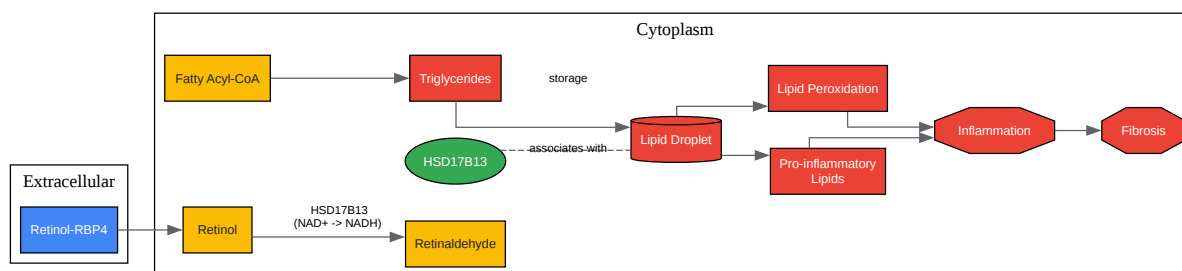 Cytoplasm
Fatty Acyl-CoA
Triglycerides
storage
Lipid Peroxidation
Lipid Droplet
Inflammation
Fibrosis
HSD17B13
associates with
Pro-inflammatory
Lipids
Extracellular
Retinol-RBP4
Retinol
HSD17B13
(NAD+ -> NADH)
Retinaldehyde